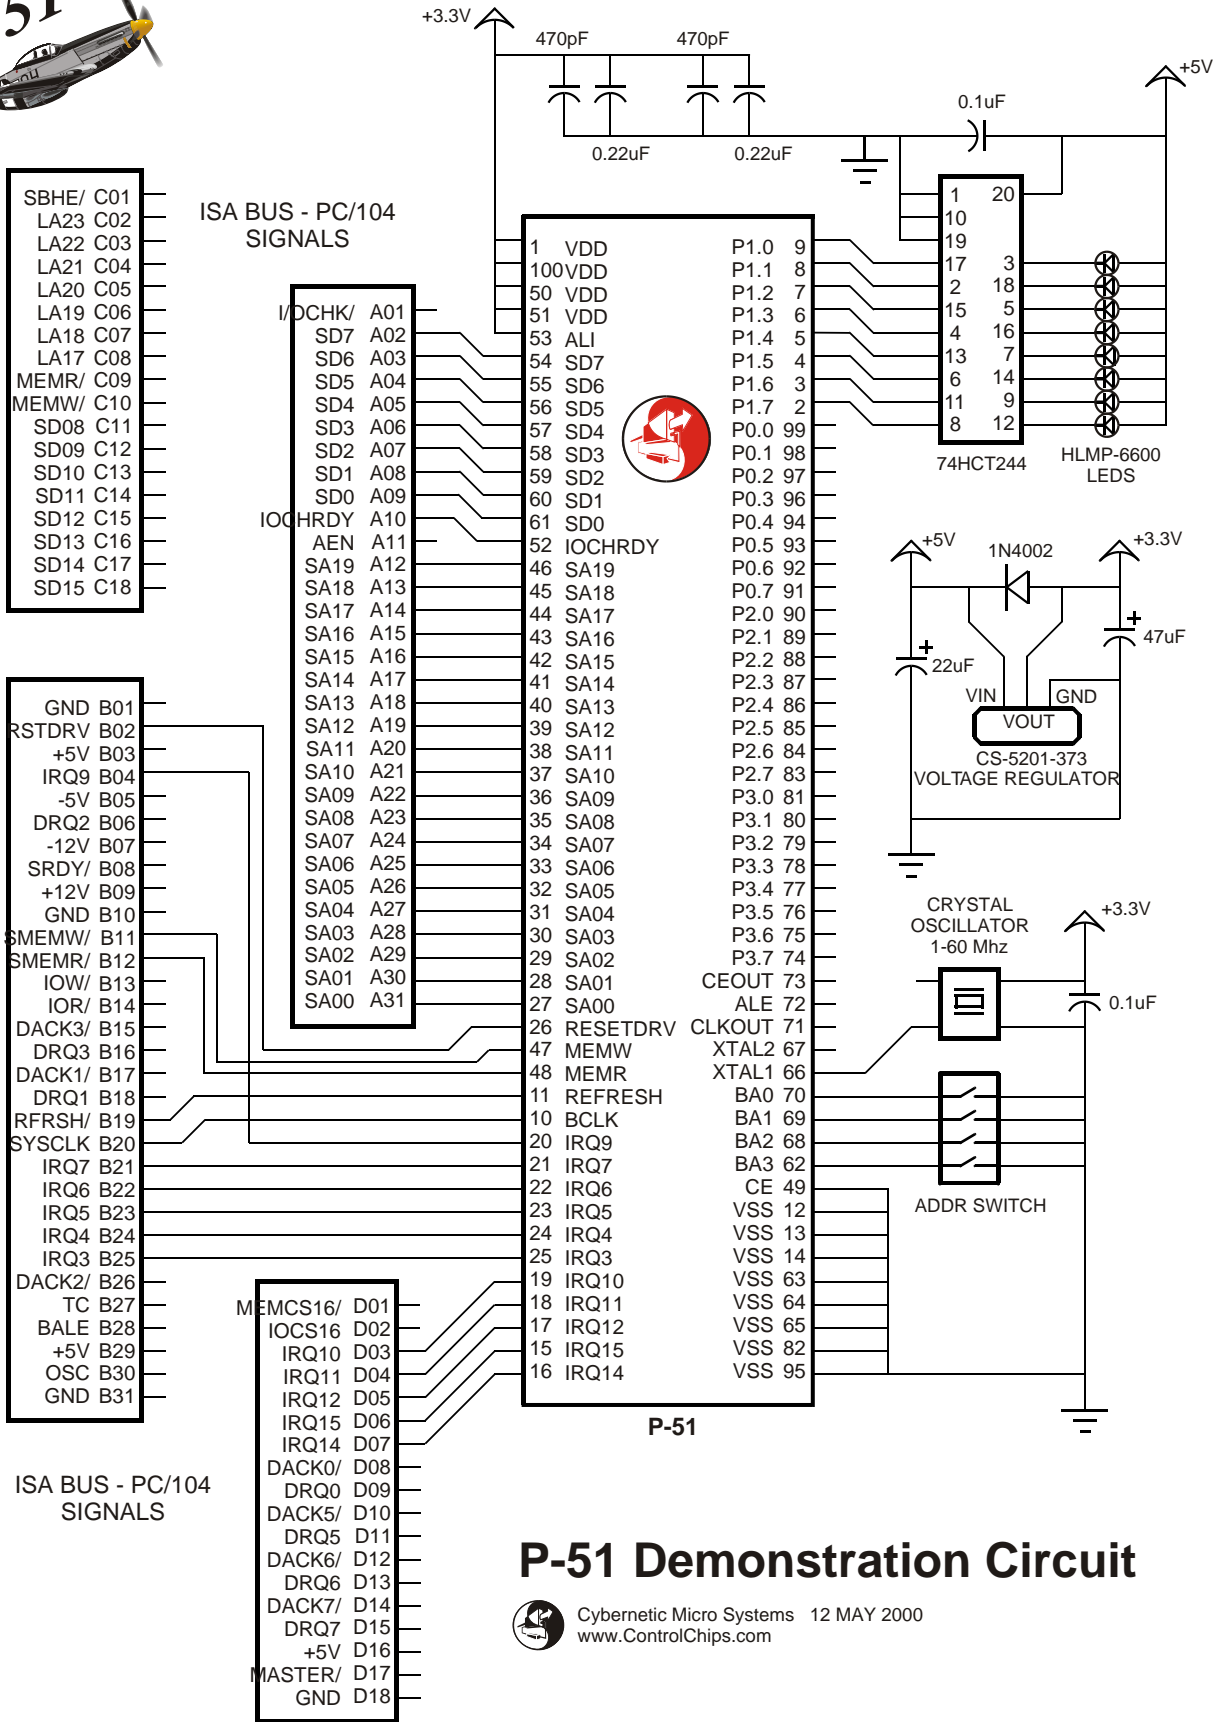 51
+3.3V
470pF 470pF
0.22uF 0.22uF
+5V
0.1uF
SBHE/ C01
LA23 C02
LA22 C03
LA21 C04
LA20 C05
LA19 C06
LA18 C07
LA17 C08
MEMR/ C09
MEMW/ C10
SD08 C11
SD09 C12
SD10 C13
SD11 C14
SD12 C15
SD13 C16
SD14 C17
SD15 C18
ISA BUS - PC/104
SIGNALS
I/OCHK/ A01
SD7 A02
SD6 A03
SD5 A04
SD4 A05
SD3 A06
SD2 A07
SD1 A08
SD0 A09
IOCHRDY A10
AEN A11
SA19 A12
SA18 A13
SA17 A14
SA16 A15
SA15 A16
SA14 A17
SA13 A18
SA12 A19
SA11 A20
SA10 A21
SA09 A22
SA08 A23
SA07 A24
SA06 A25
SA05 A26
SA04 A27
SA03 A28
SA02 A29
SA01 A30
SA00 A31
1 VDD P1.0 9
100 VDD P1.1 8
50 VDD P1.2 7
51 VDD P1.3 6
53 ALI P1.4 5
54 SD7 P1.5 4
55 SD6 P1.6 3
56 SD5 P1.7 2
57 SD4 P0.0 99
58 SD3 P0.1 98
59 SD2 P0.2 97
60 SD1 P0.3 96
61 SD0 P0.4 94
52 IOCHRDY P0.5 93
46 SA19 P0.6 92
45 SA18 P0.7 91
44 SA17 P2.0 90
43 SA16 P2.1 89
42 SA15 P2.2 88
41 SA14 P2.3 87
40 SA13 P2.4 86
39 SA12 P2.5 85
38 SA11 P2.6 84
37 SA10 P2.7 83
36 SA09 P3.0 81
35 SA08 P3.1 80
34 SA07 P3.2 79
33 SA06 P3.3 78
32 SA05 P3.4 77
31 SA04 P3.5 76
30 SA03 P3.6 75
29 SA02 P3.7 74
28 SA01 CEOUT 73
27 SA00 ALE 72
26 RESETDRV CLKOUT 71
47 MEMW XTAL2 67
48 MEMR XTAL1 66
11 REFRESH BA0 70
10 BCLK BA1 69
20 IRQ9 BA2 68
21 IRQ7 BA3 62
22 IRQ6 CE 49
23 IRQ5 VSS 12
24 IRQ4 VSS 13
25 IRQ3 VSS 14
19 IRQ10 VSS 63
18 IRQ11 VSS 64
17 IRQ12 VSS 65
15 IRQ15 VSS 82
16 IRQ14 VSS 95
P-51
1 20
10
19
17 3
2 18
15 5
4 16
13 7
6 14
11 9
8 12
74HCT244
HLMP-6600
LEDS
+5V 1N4002 +3.3V
22uF
47uF
VIN GND
VOUT
CS-5201-373
VOLTAGE REGULATOR
CRYSTAL
OSCILLATOR
1-60 Mhz
+3.3V
0.1uF
ADDR SWITCH
GND B01
RSTDRV B02
+5V B03
IRQ9 B04
-5V B05
DRQ2 B06
-12V B07
SRDY/ B08
+12V B09
GND B10
SMEMW/ B11
SMEMR/ B12
IOW/ B13
IOR/ B14
DACK3/ B15
DRQ3 B16
DACK1/ B17
DRQ1 B18
RFRSH/ B19
SYSCLK B20
IRQ7 B21
IRQ6 B22
IRQ5 B23
IRQ4 B24
IRQ3 B25
DACK2/ B26
TC B27
BALE B28
+5V B29
OSC B30
GND B31
ISA BUS - PC/104
SIGNALS
MEMCS16/ D01
IOCS16 D02
IRQ10 D03
IRQ11 D04
IRQ12 D05
IRQ15 D06
IRQ14 D07
DACK0/ D08
DRQ0 D09
DACK5/ D10
DRQ5 D11
DACK6/ D12
DRQ6 D13
DACK7/ D14
DRQ7 D15
+5V D16
MASTER/ D17
GND D18
P-51 Demonstration Circuit
Cybernetic Micro Systems 12 MAY 2000
www.ControlChips.com